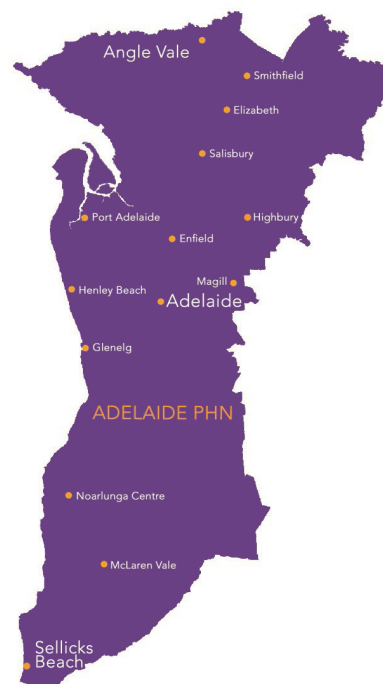 Angle Vale
Smithfield
Elizabeth
Salisbury
Port Adelaide
Highbury
Enfield
Magill
Henley Beach
Adelaide
Glenelg
ADELAIDE PHN
Noarlunga Centre
McLaren Vale
Sellicks
Beach